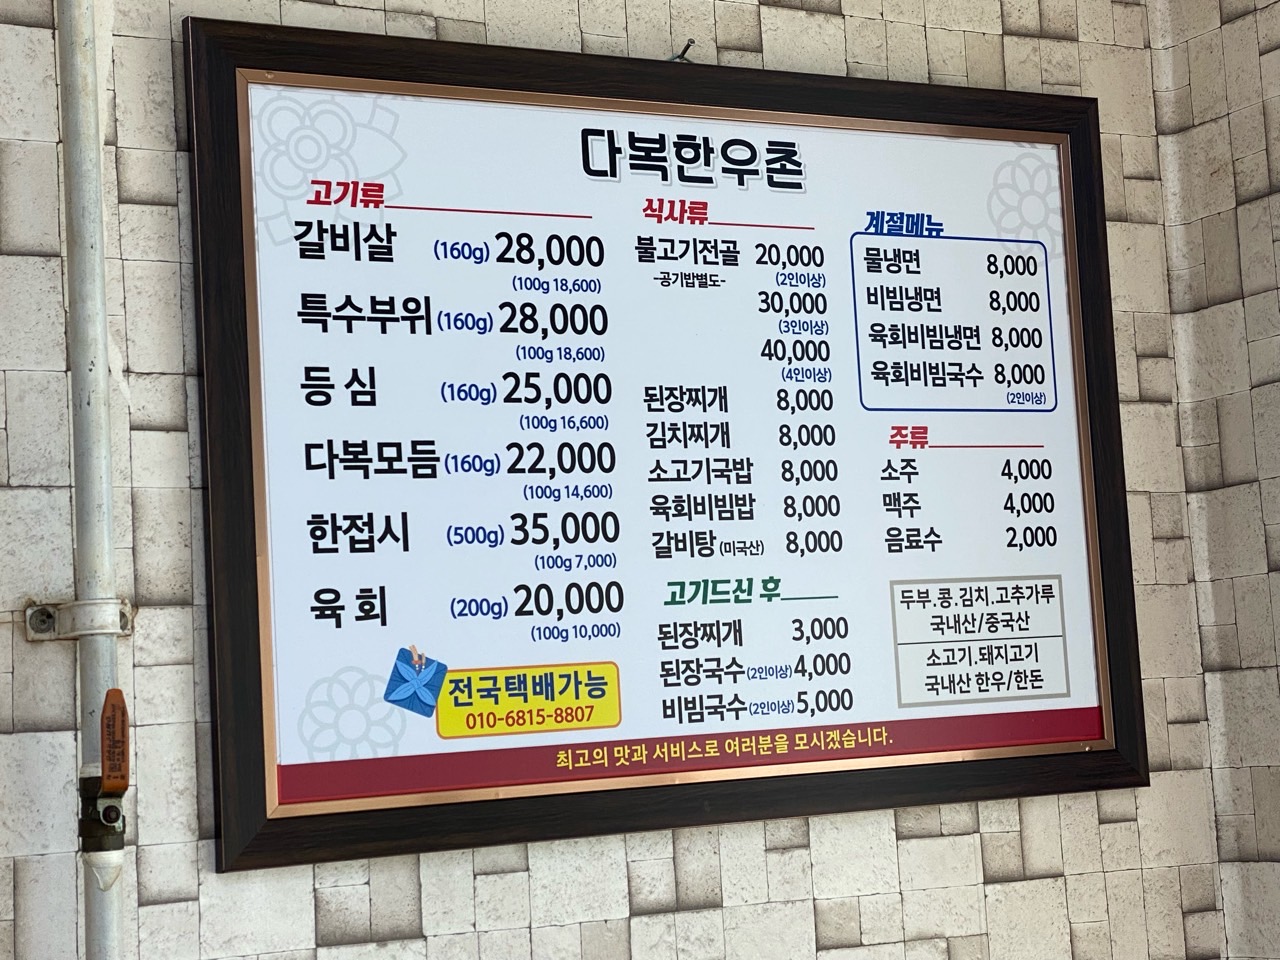 다복한우촌
고기류
갈비살 (160g) 28,000
(100g 18,600)
특수부위 (160g) 28,000
(100g 18,600)
등심 (160g) 25,000
(100g 16,600)
다복모듬 (160g) 22,000
(100g 14,600)
한접시 (500g) 35,000
(100g 7,000)
육회 (200g) 20,000
(100g 10,000)
전국택배가능
010-6815-8807
식사류
불고기전골 20,000
-공기밥별도- (2인이상)
30,000
(3인이상)
40,000
(4인이상)
된장찌개 8,000
김치찌개 8,000
소고기국밥 8,000
육회비빔밥 8,000
갈비탕 (미국산) 8,000
고기드신 후
된장찌개 3,000
된장국수 (2인이상) 4,000
비빔국수 (2인이상) 5,000
계절메뉴
물냉면 8,000
비빔냉면 8,000
육회비빔냉면 8,000
육회비빔국수 8,000
(2인이상)
주류
소주 4,000
맥주 4,000
음료수 2,000
두부.콩.김치.고추가루
국내산/중국산
소고기.돼지고기
국내산 한우/한돈
최고의 맛과 서비스로 여러분을 모시겠습니다.